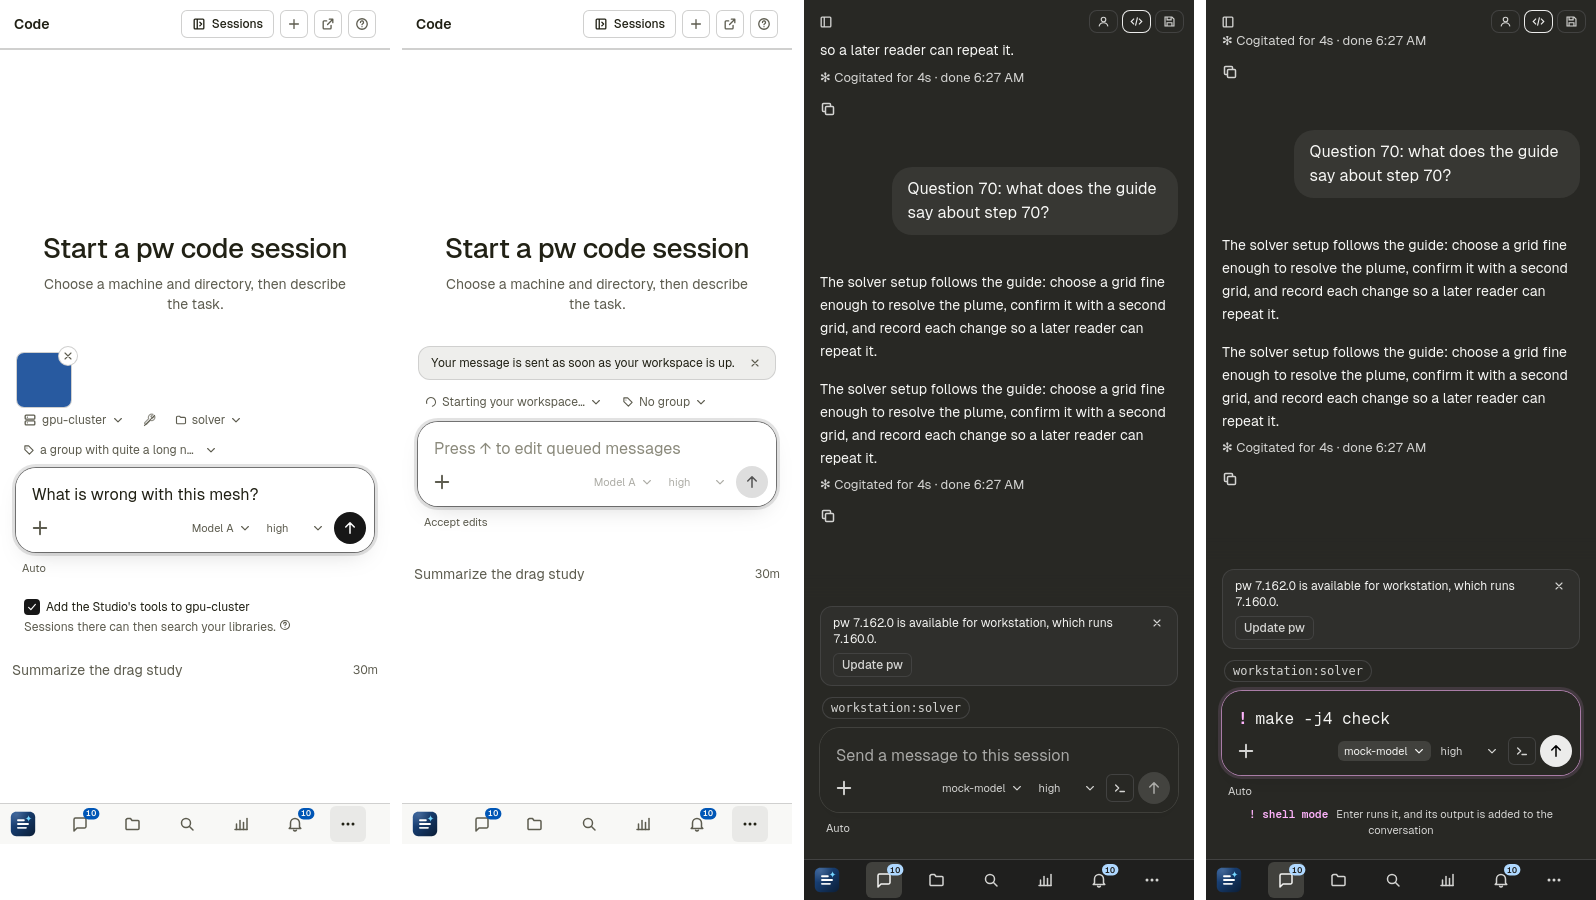 Code
Sessions
Start a pw code session
Choose a machine and directory, then describe
the task.
gpu-cluster
solver
a group with quite a long n...
What is wrong with this mesh?
Model A
high
Auto
Add the Studio's tools to gpu-cluster
Sessions there can then search your libraries.
Summarize the drag study
30m
10
10
Code
Sessions
Start a pw code session
Choose a machine and directory, then describe
the task.
Your message is sent as soon as your workspace is up.
Starting your workspace...
No group
Press ↑ to edit queued messages
Model A
high
Accept edits
Summarize the drag study
30m
10
10
so a later reader can repeat it.
✻ Cogitated for 4s · done 6:27 AM
Question 70: what does the guide
say about step 70?
The solver setup follows the guide: choose a grid fine
enough to resolve the plume, confirm it with a second
grid, and record each change so a later reader can
repeat it.
The solver setup follows the guide: choose a grid fine
enough to resolve the plume, confirm it with a second
grid, and record each change so a later reader can
repeat it.
✻ Cogitated for 4s · done 6:27 AM
pw 7.162.0 is available for workstation, which runs
7.160.0.
Update pw
workstation:solver
Send a message to this session
mock-model
high
Auto
10
10
✻ Cogitated for 4s · done 6:27 AM
Question 70: what does the guide
say about step 70?
The solver setup follows the guide: choose a grid fine
enough to resolve the plume, confirm it with a second
grid, and record each change so a later reader can
repeat it.
The solver setup follows the guide: choose a grid fine
enough to resolve the plume, confirm it with a second
grid, and record each change so a later reader can
repeat it.
✻ Cogitated for 4s · done 6:27 AM
pw 7.162.0 is available for workstation, which runs
7.160.0.
Update pw
workstation:solver
! make -j4 check
mock-model
high
Auto
! shell mode Enter runs it, and its output is added to the
conversation
10
10